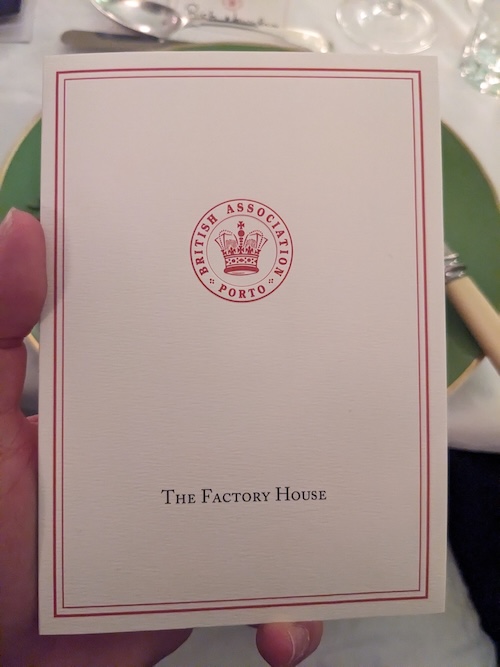 BRITISH ASSOCIATION
PORTO
THE FACTORY HOUSE